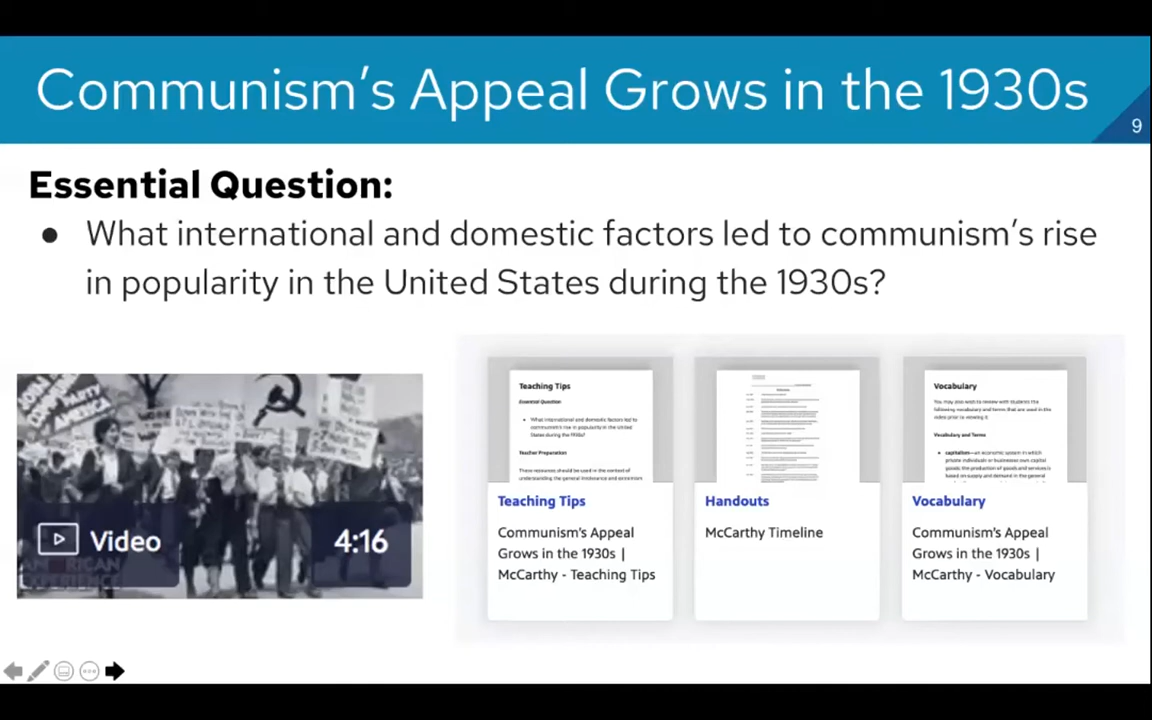 Communism's Appeal Grows in the 1930s
9
Essential Question:
● What international and domestic factors led to communism's rise
in popularity in the United States during the 1930s?
JOIN
COMMUNIST
PARTY
AMERICA
Video
4:16
AMERICAN
EXPERIENCE
Teaching Tips
Essential Question
• What international and domestic factors led to
communism's rise in popularity in the United
States during the 1930s?
Teacher Preparation
These resources should be used in the context of
understanding the general intolerance and
Teaching Tips
Communism's Appeal
Grows in the 1930s |
McCarthy - Teaching Tips
Handouts
McCarthy Timeline
Vocabulary
You may also wish to review with students the
following vocabulary and terms that are used in the
video prior to viewing it.
Vocabulary and Terms
• capitalism—an economic system in which
private individuals or businesses own capital
goods; the production of goods and services is
based on supply and demand in the general
Vocabulary
Communism's Appeal
Grows in the 1930s |
McCarthy - Vocabulary